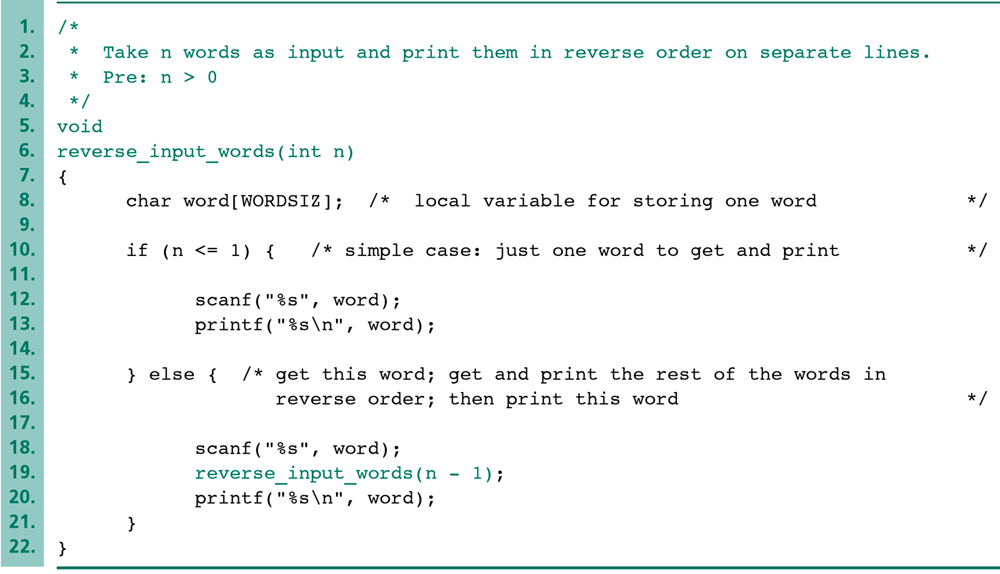 1. /*
2.  *  Take n words as input and print them in reverse order on separate lines.
3.  *  Pre: n > 0
4.  */
5. void
6. reverse_input_words(int n)
7. {
8.       char word[WORDSIZ];  /*  local variable for storing one word             */
9.
10.       if (n <= 1) {   /* simple case: just one word to get and print           */
11.
12.             scanf("%s", word);
13.             printf("%s\n", word);
14.
15.       } else {  /* get this word; get and print the rest of the words in
16.                    reverse order; then print this word                         */
17.
18.             scanf("%s", word);
19.             reverse_input_words(n - 1);
20.             printf("%s\n", word);
21.       }
22. }